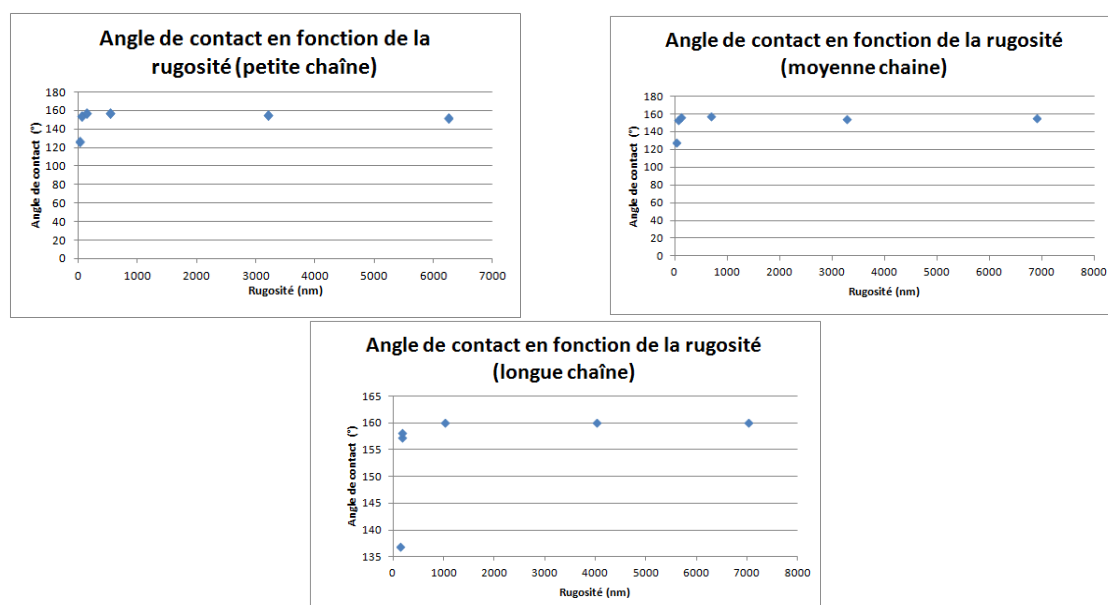 Angle de contact en fonction de la
rugosité (petite chaîne)
Angle de contact (°)
180
160
140
120
100
80
60
40
20
0
0 1000 2000 3000 4000 5000 6000 7000
Rugosité (nm)
Angle de contact en fonction de la rugosité
(moyenne chaine)
Angle de contact (°)
180
160
140
120
100
80
60
40
20
0
0 1000 2000 3000 4000 5000 6000 7000 8000
Rugosité (nm)
Angle de contact en fonction de la rugosité
(longue chaîne)
Angle de contact (°)
165
160
155
150
145
140
135
0 1000 2000 3000 4000 5000 6000 7000 8000
Rugosité (nm)